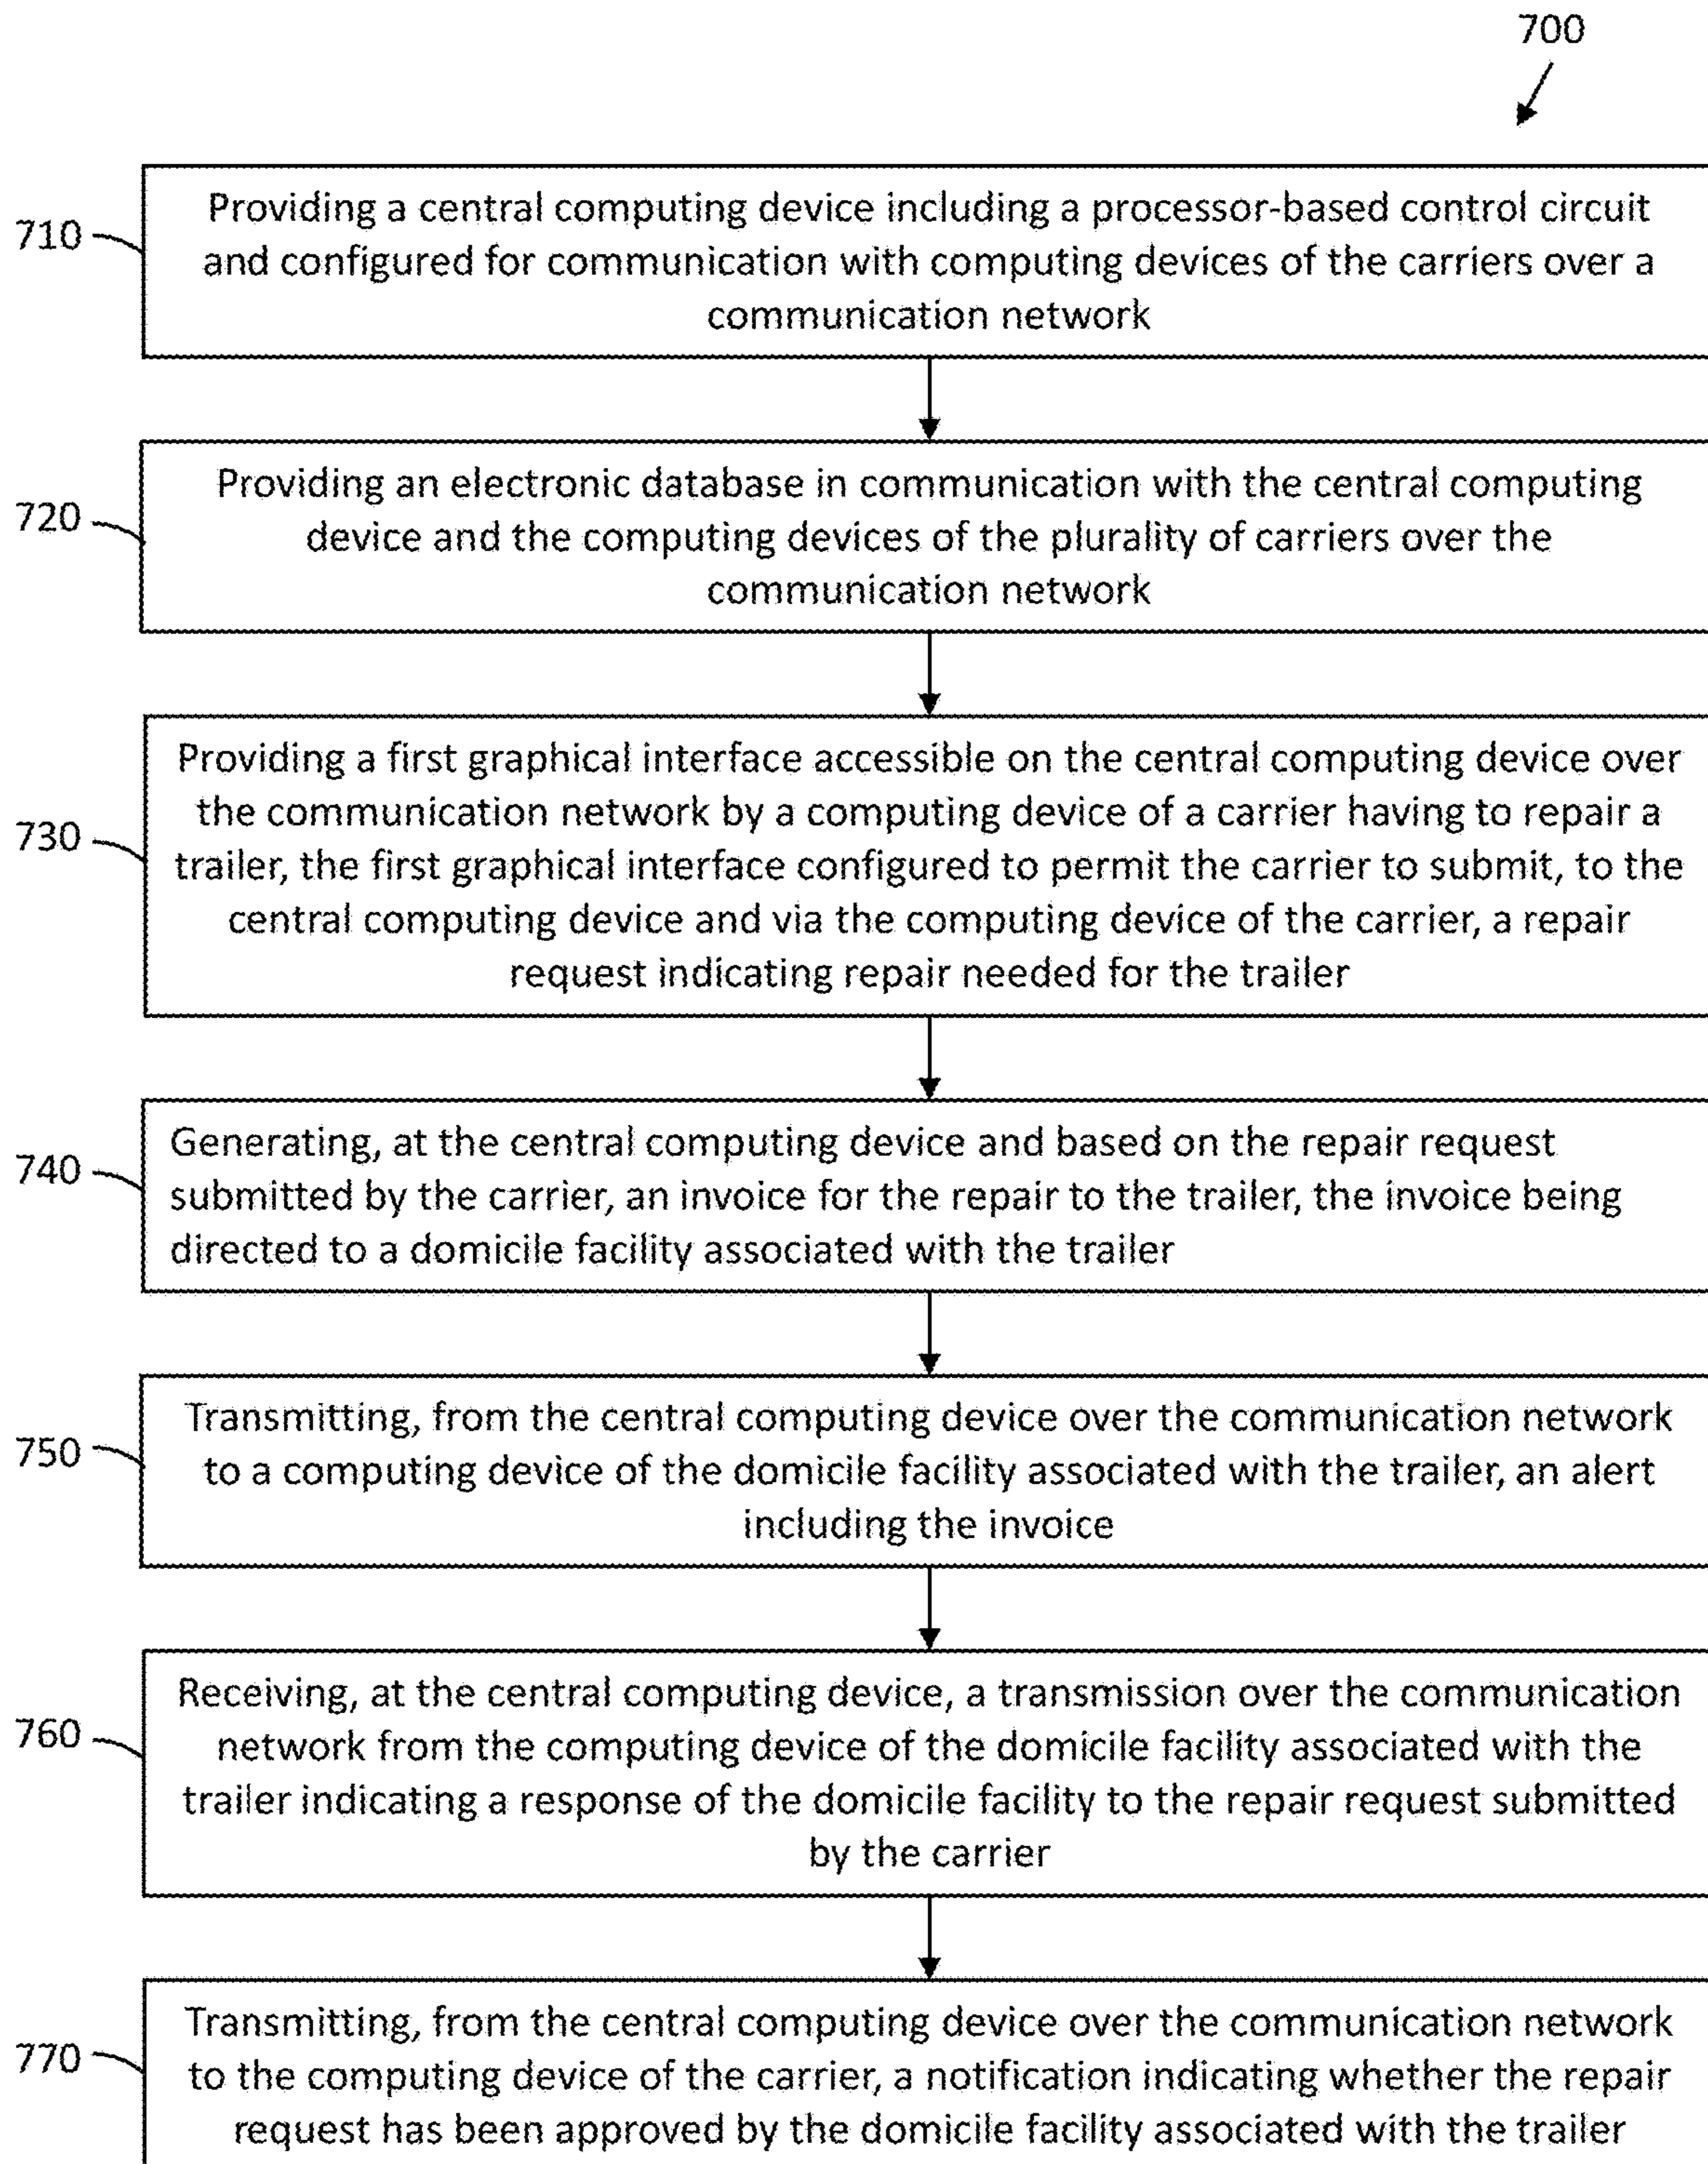 700
710
Providing a central computing device including a processor-based control circuit
and configured for communication with computing devices of the carriers over a
communication network
720
Providing an electronic database in communication with the central computing
device and the computing devices of the plurality of carriers over the
communication network
730
Providing a first graphical interface accessible on the central computing device over
the communication network by a computing device of a carrier having to repair a
trailer, the first graphical interface configured to permit the carrier to submit, to the
central computing device and via the computing device of the carrier, a repair
request indicating repair needed for the trailer
740
Generating, at the central computing device and based on the repair request
submitted by the carrier, an invoice for the repair to the trailer, the invoice being
directed to a domicile facility associated with the trailer
750
Transmitting, from the central computing device over the communication network
to a computing device of the domicile facility associated with the trailer, an alert
including the invoice
760
Receiving, at the central computing device, a transmission over the communication
network from the computing device of the domicile facility associated with the
trailer indicating a response of the domicile facility to the repair request submitted
by the carrier
770
Transmitting, from the central computing device over the communication network
to the computing device of the carrier, a notification indicating whether the repair
request has been approved by the domicile facility associated with the trailer